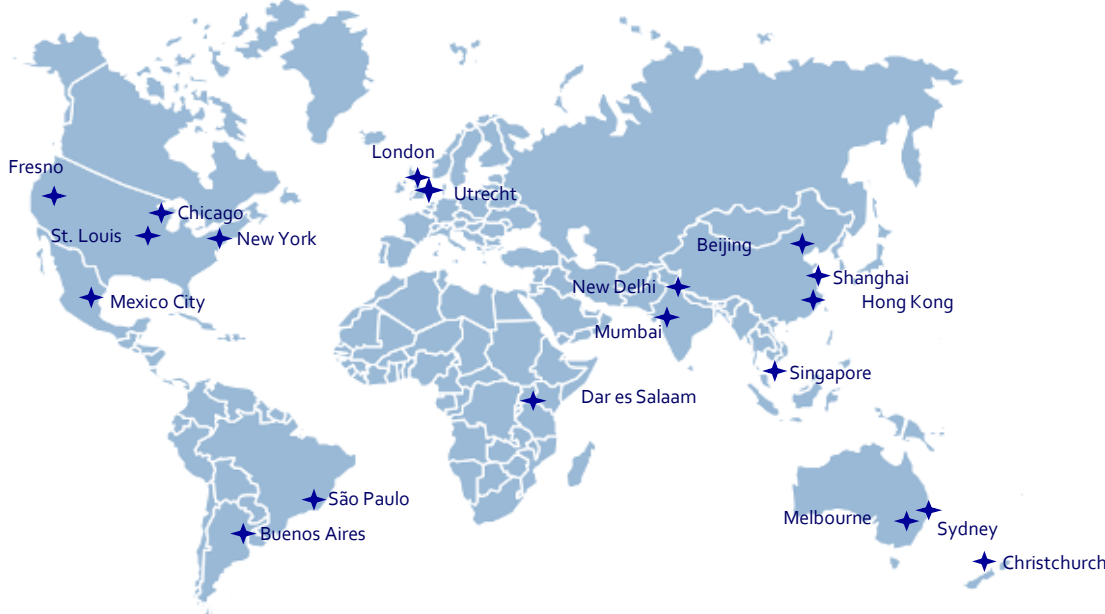 London
Fresno
Utrecht
Chicago
St. Louis
New York
Beijing
Shanghai
New Delhi
Hong Kong
Mexico City
Mumbai
Singapore
Dar es Salaam
São Paulo
Melbourne
Sydney
Buenos Aires
Christchurch